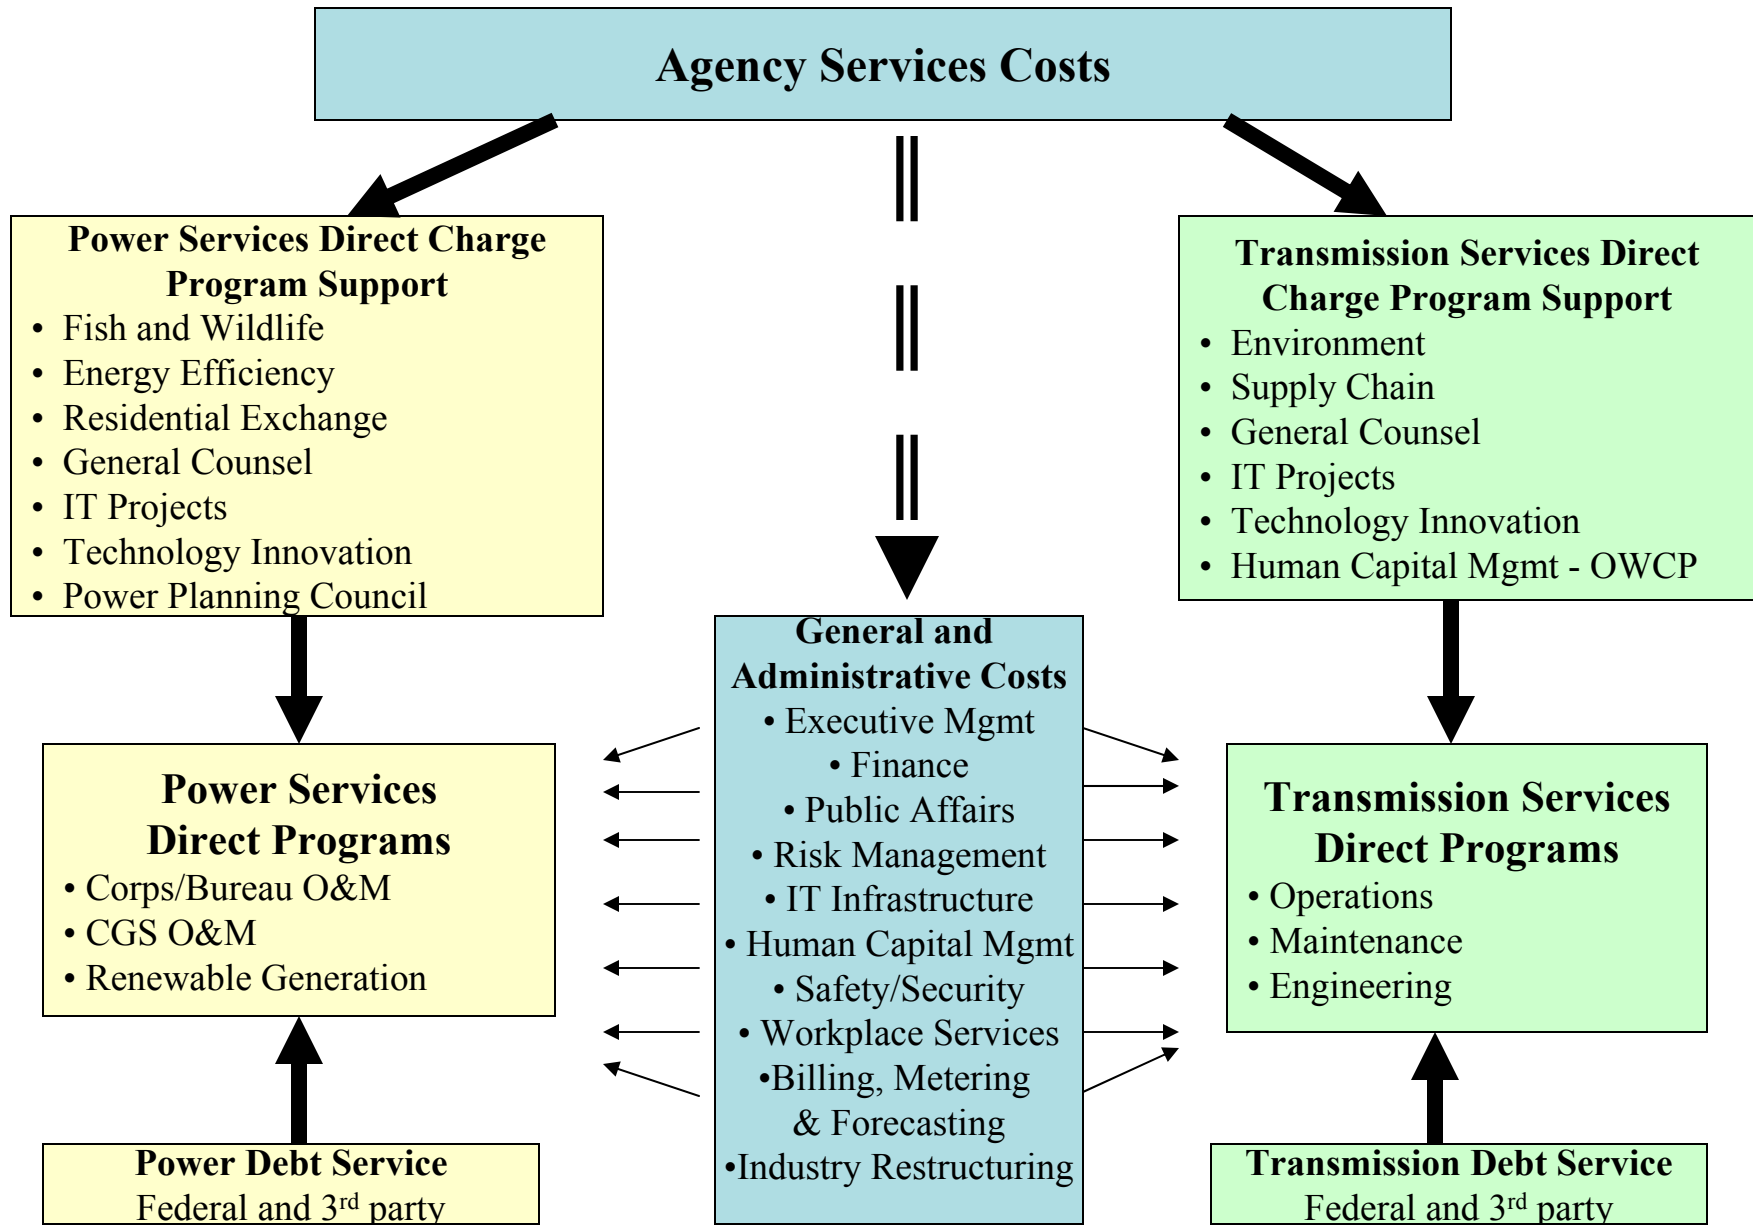 Agency Services Costs
Power Services Direct Charge
Program Support
• Fish and Wildlife
• Energy Efficiency
• Residential Exchange
• General Counsel
• IT Projects
• Technology Innovation
• Power Planning Council
Transmission Services Direct
Charge Program Support
• Environment
• Supply Chain
• General Counsel
• IT Projects
• Technology Innovation
• Human Capital Mgmt - OWCP
General and
Administrative Costs
• Executive Mgmt
• Finance
• Public Affairs
• Risk Management
• IT Infrastructure
• Human Capital Mgmt
• Safety/Security
• Workplace Services
•Billing, Metering
& Forecasting
•Industry Restructuring
Power Services
Direct Programs
• Corps/Bureau O&M
• CGS O&M
• Renewable Generation
Transmission Services
Direct Programs
• Operations
• Maintenance
• Engineering
Power Debt Service
Federal and 3rd party
Transmission Debt Service
Federal and 3rd party